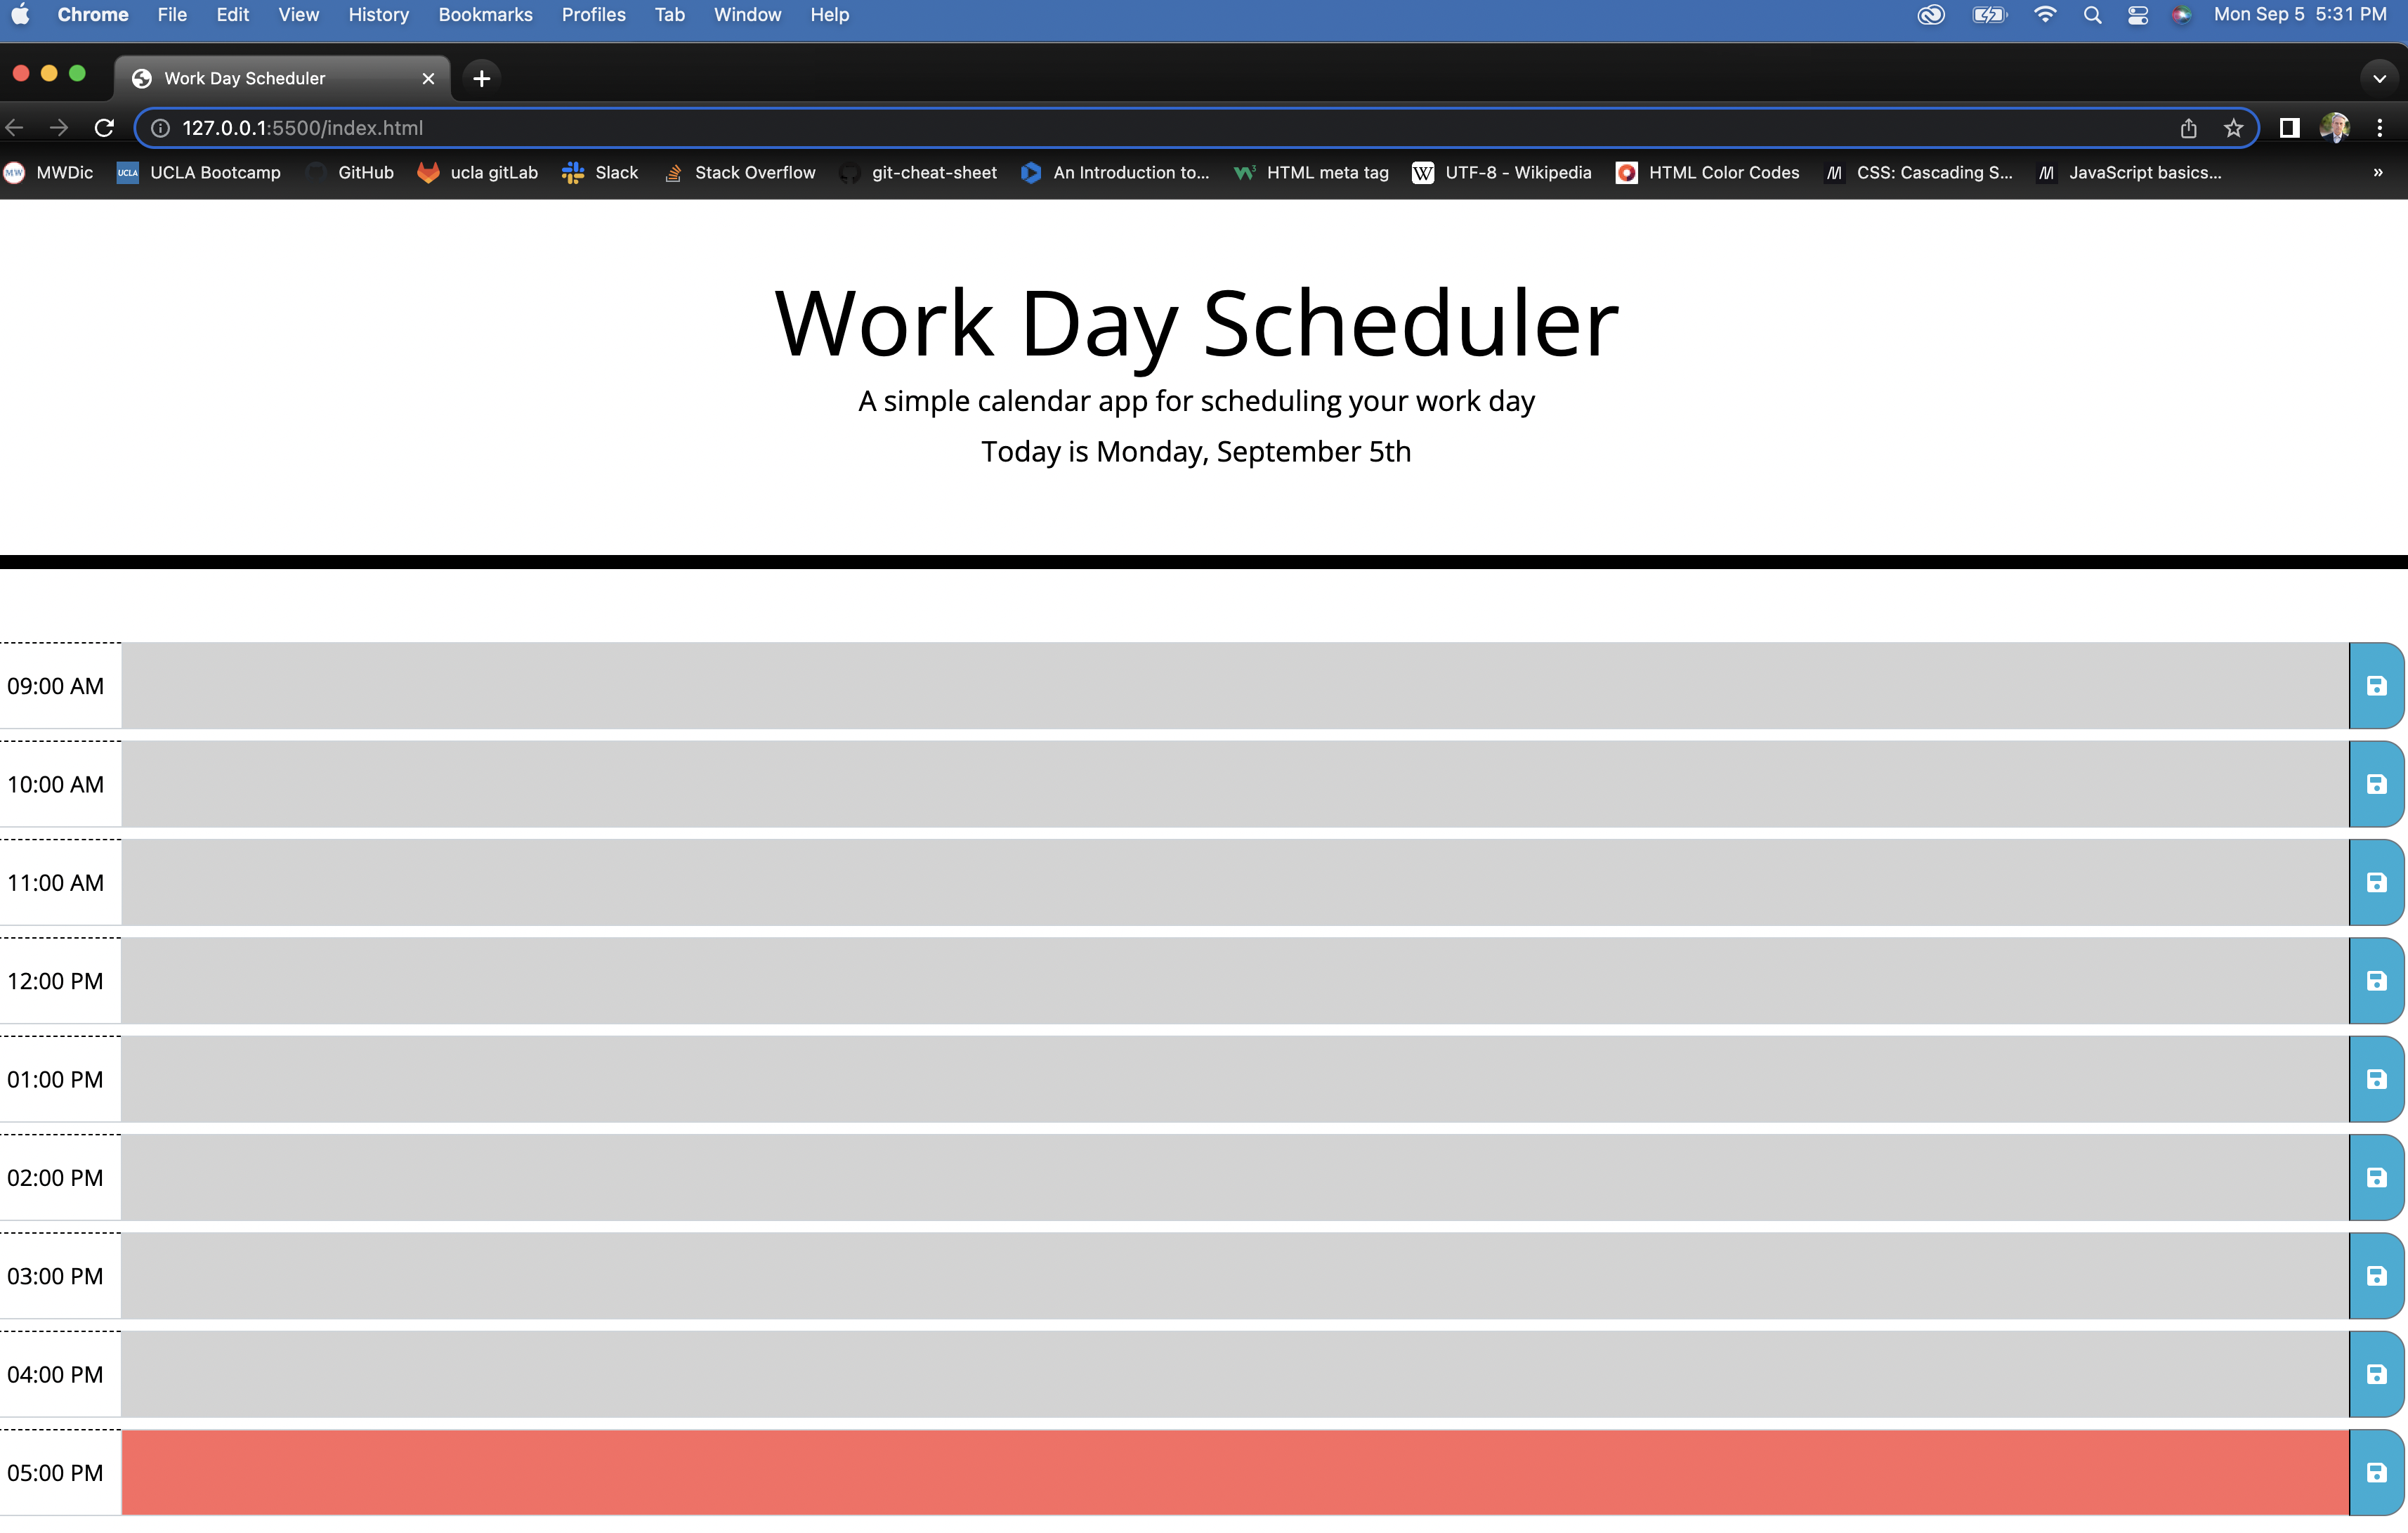 Chrome File Edit View History Bookmarks Profiles Tab Window Help Mon Sep 5 5:31 PM
Work Day Scheduler
127.0.0.1:5500/index.html
MW MWDic UCLA UCLA Bootcamp GitHub ucla gitLab Slack Stack Overflow git-cheat-sheet An Introduction to... W3 HTML meta tag W UTF-8 - Wikipedia HTML Color Codes M CSS: Cascading S... M JavaScript basics... »
Work Day Scheduler
A simple calendar app for scheduling your work day
Today is Monday, September 5th
09:00 AM
10:00 AM
11:00 AM
12:00 PM
01:00 PM
02:00 PM
03:00 PM
04:00 PM
05:00 PM